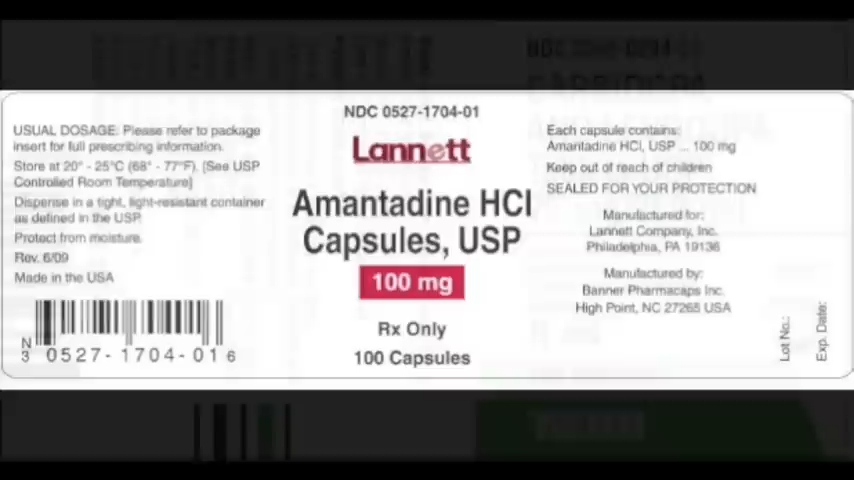 NDC 0527-1704-01
Lannett
Amantadine HCl
Capsules, USP
100 mg
Rx Only
100 Capsules
USUAL DOSAGE: Please refer to package
insert for full prescribing information.
Store at 20° - 25°C (68° - 77°F). [See USP
Controlled Room Temperature]
Dispense in a tight, light-resistant container
as defined in the USP.
Protect from moisture.
Rev. 6/09
Made in the USA
N
3 0527-1704-01 6
Each capsule contains:
Amantadine HCl, USP ... 100 mg
Keep out of reach of children
SEALED FOR YOUR PROTECTION
Manufactured for:
Lannett Company, Inc.
Philadelphia, PA 19136
Manufactured by:
Banner Pharmacaps Inc.
High Point, NC 27265 USA
Lot No.:
Exp. Date: